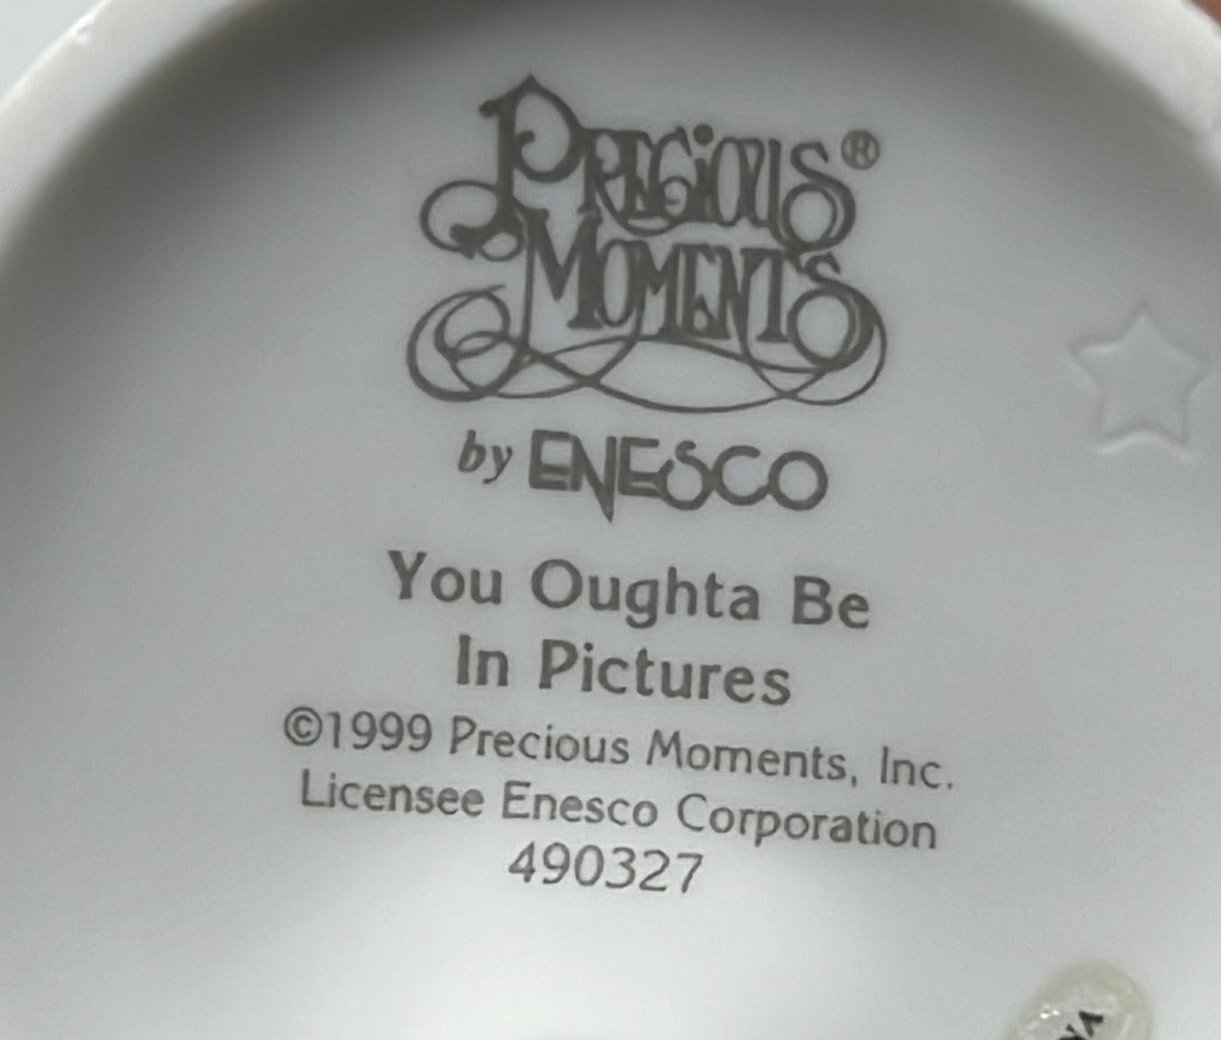 PRECIOUS®
MOMENTS
by ENESCO
You Oughta Be
In Pictures
©1999 Precious Moments, Inc.
Licensee Enesco Corporation
490327